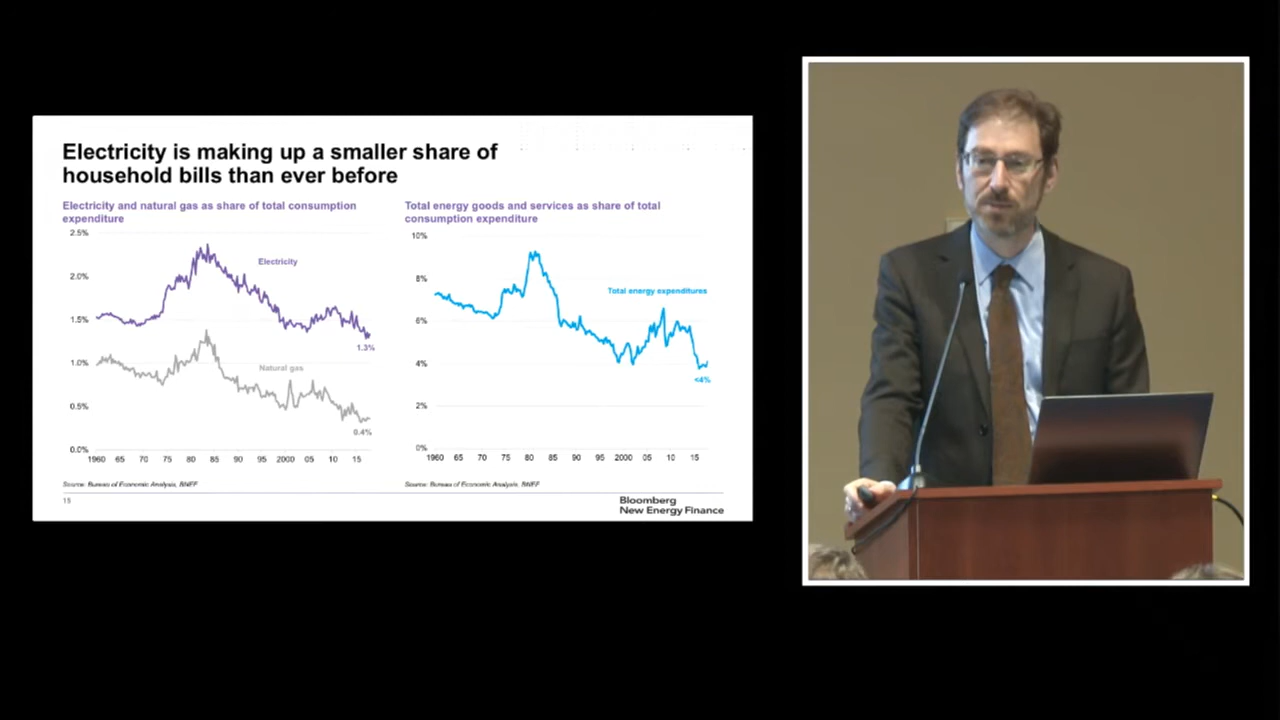 Electricity is making up a smaller share of
household bills than ever before
Electricity and natural gas as share of total consumption
expenditure
2.5%
2.0%
1.5%
1.0%
0.5%
0.0%
Electricity
1.3%
Natural gas
0.4%
1960 65 70 75 80 85 90 95 2000 05 10 15
Source: Bureau of Economic Analysis, BNEF
Total energy goods and services as share of total
consumption expenditure
10%
8%
6%
4%
2%
0%
Total energy expenditures
<4%
1960 65 70 75 80 85 90 95 2000 05 10 15
Source: Bureau of Economic Analysis, BNEF
15
Bloomberg
New Energy Finance